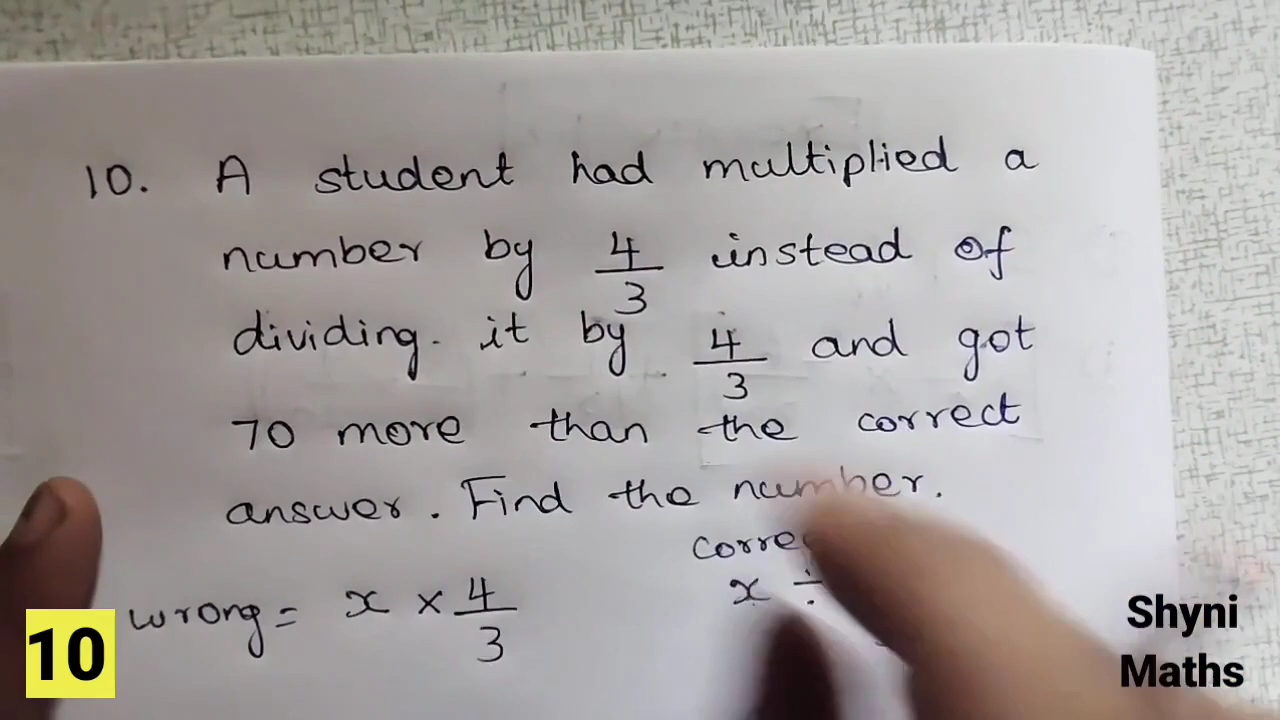 10. A student had multiplied a
number by 4/3 instead of
dividing. it by 4/3 and got
70 more than the correct
answer. Find the number.
wrong = x × 4/3
x ÷
10
Shyni
Maths